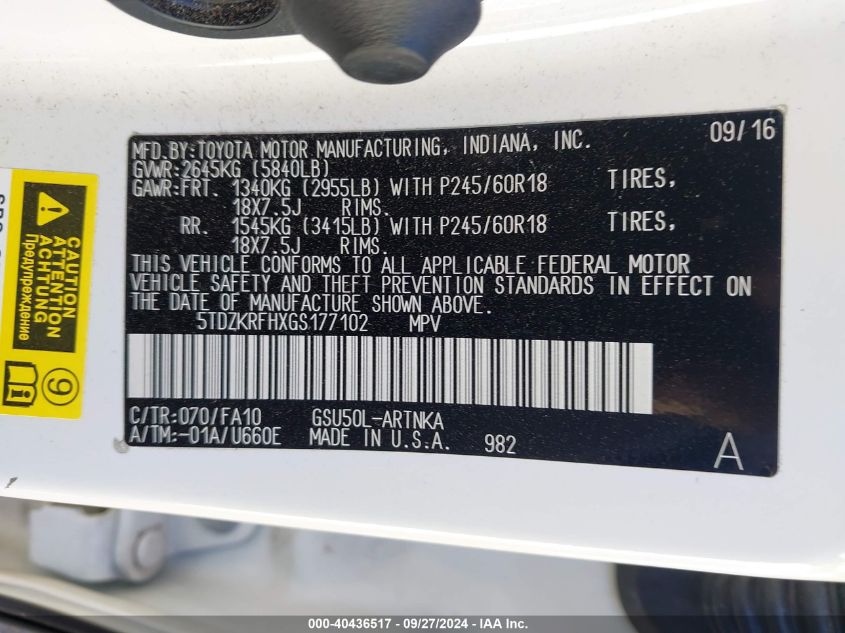 MFD.BY:TOYOTA MOTOR MANUFACTURING, INDIANA, INC. 09/16
GVWR:2645KG (5840LB)
GAWR:FRT. 1340KG (2955LB) WITH P245/60R18 TIRES,
18X7.5J RIMS.
RR. 1545KG (3415LB) WITH P245/60R18 TIRES,
18X7.5J RIMS.
THIS VEHICLE CONFORMS TO ALL APPLICABLE FEDERAL MOTOR
VEHICLE SAFETY AND THEFT PREVENTION STANDARDS IN EFFECT ON
THE DATE OF MANUFACTURE SHOWN ABOVE.
5TDZKRFHXGS177102 MPV
C/TR:070/FA10 GSU50L-ARTNKA
A/TM:-01A/U660E MADE IN U.S.A. 982 A
CAUTION
ATTENTION
ACHTUNG
Предупреждение
9
000-40436517 - 09/27/2024 - IAA Inc.